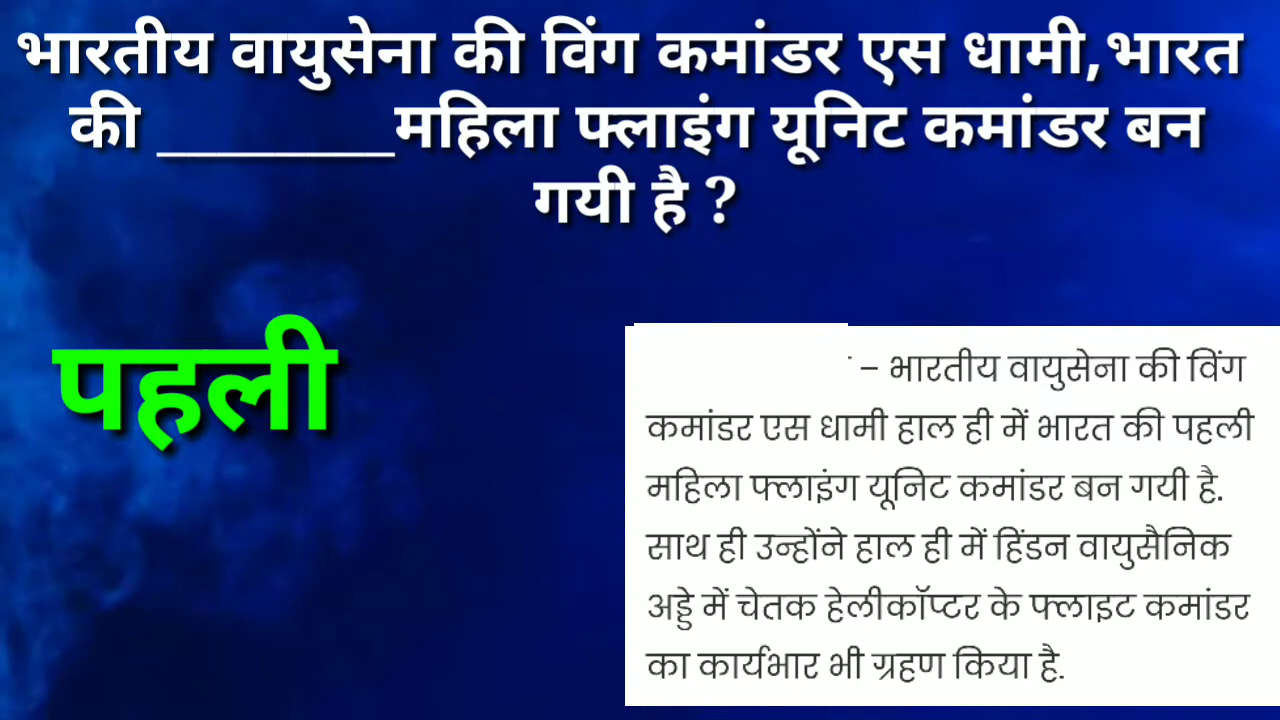 भारतीय वायुसेना की विंग कमांडर एस धामी,भारत
की ________महिला फ्लाइंग यूनिट कमांडर बन
गयी है ?
पहली
– भारतीय वायुसेना की विंग
कमांडर एस धामी हाल ही में भारत की पहली
महिला फ्लाइंग यूनिट कमांडर बन गयी है.
साथ ही उन्होंने हाल ही में हिंडन वायुसैनिक
अड्डे में चेतक हेलीकॉप्टर के फ्लाइट कमांडर
का कार्यभार भी ग्रहण किया है.